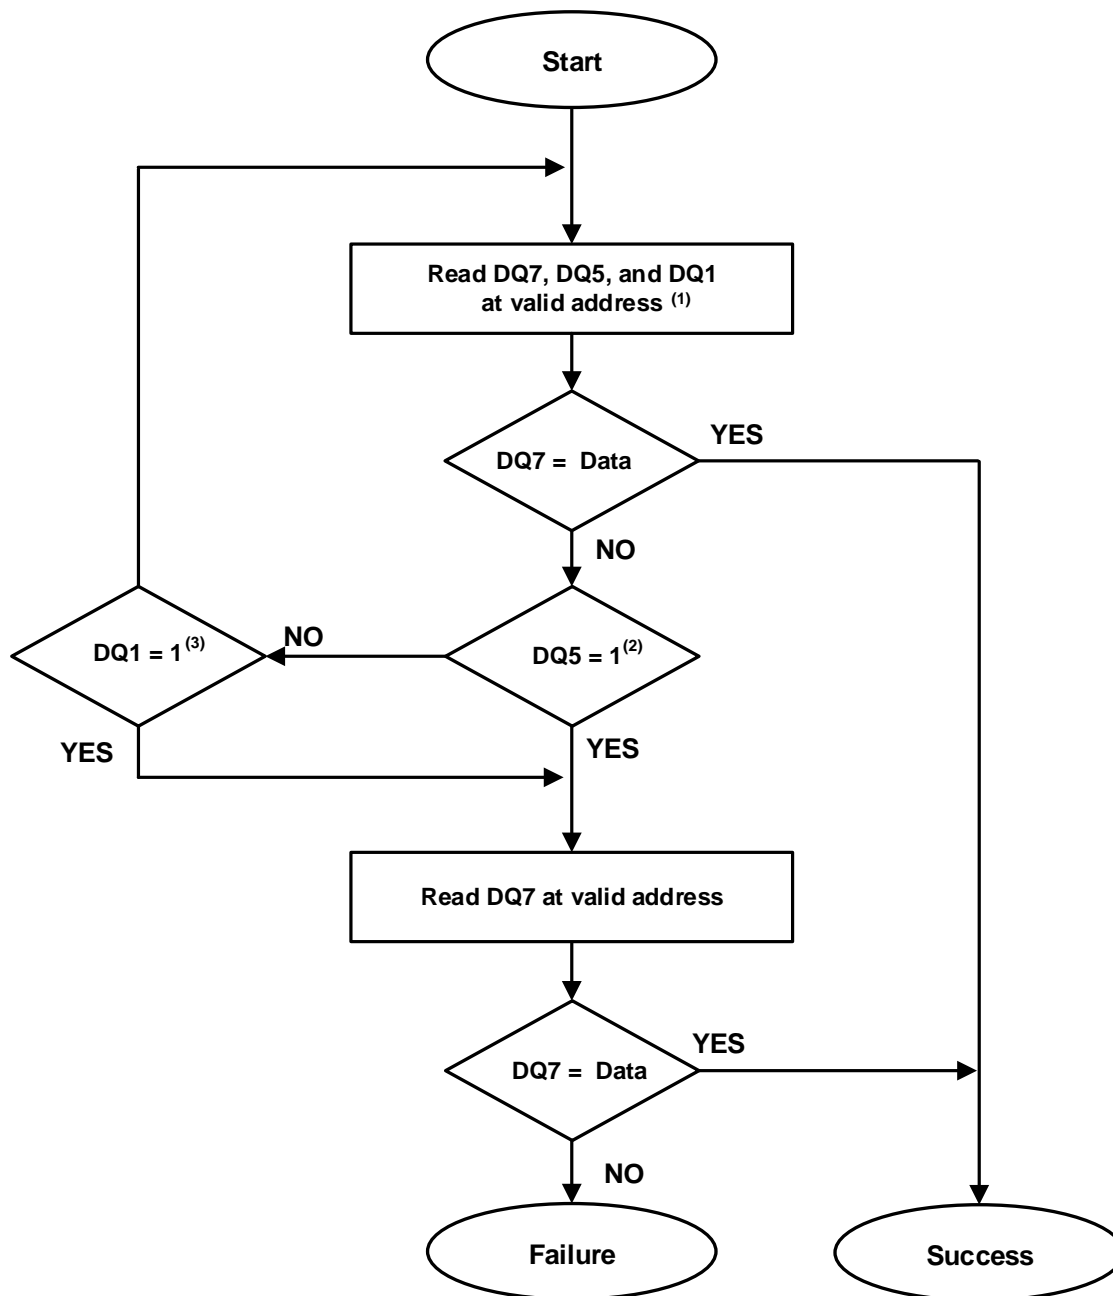 Start
Read DQ7, DQ5, and DQ1
at valid address (1)
DQ7 = Data
YES
NO
DQ1 = 1(3)
NO
DQ5 = 1(2)
YES
YES
Read DQ7 at valid address
DQ7 = Data
YES
NO
Failure
Success